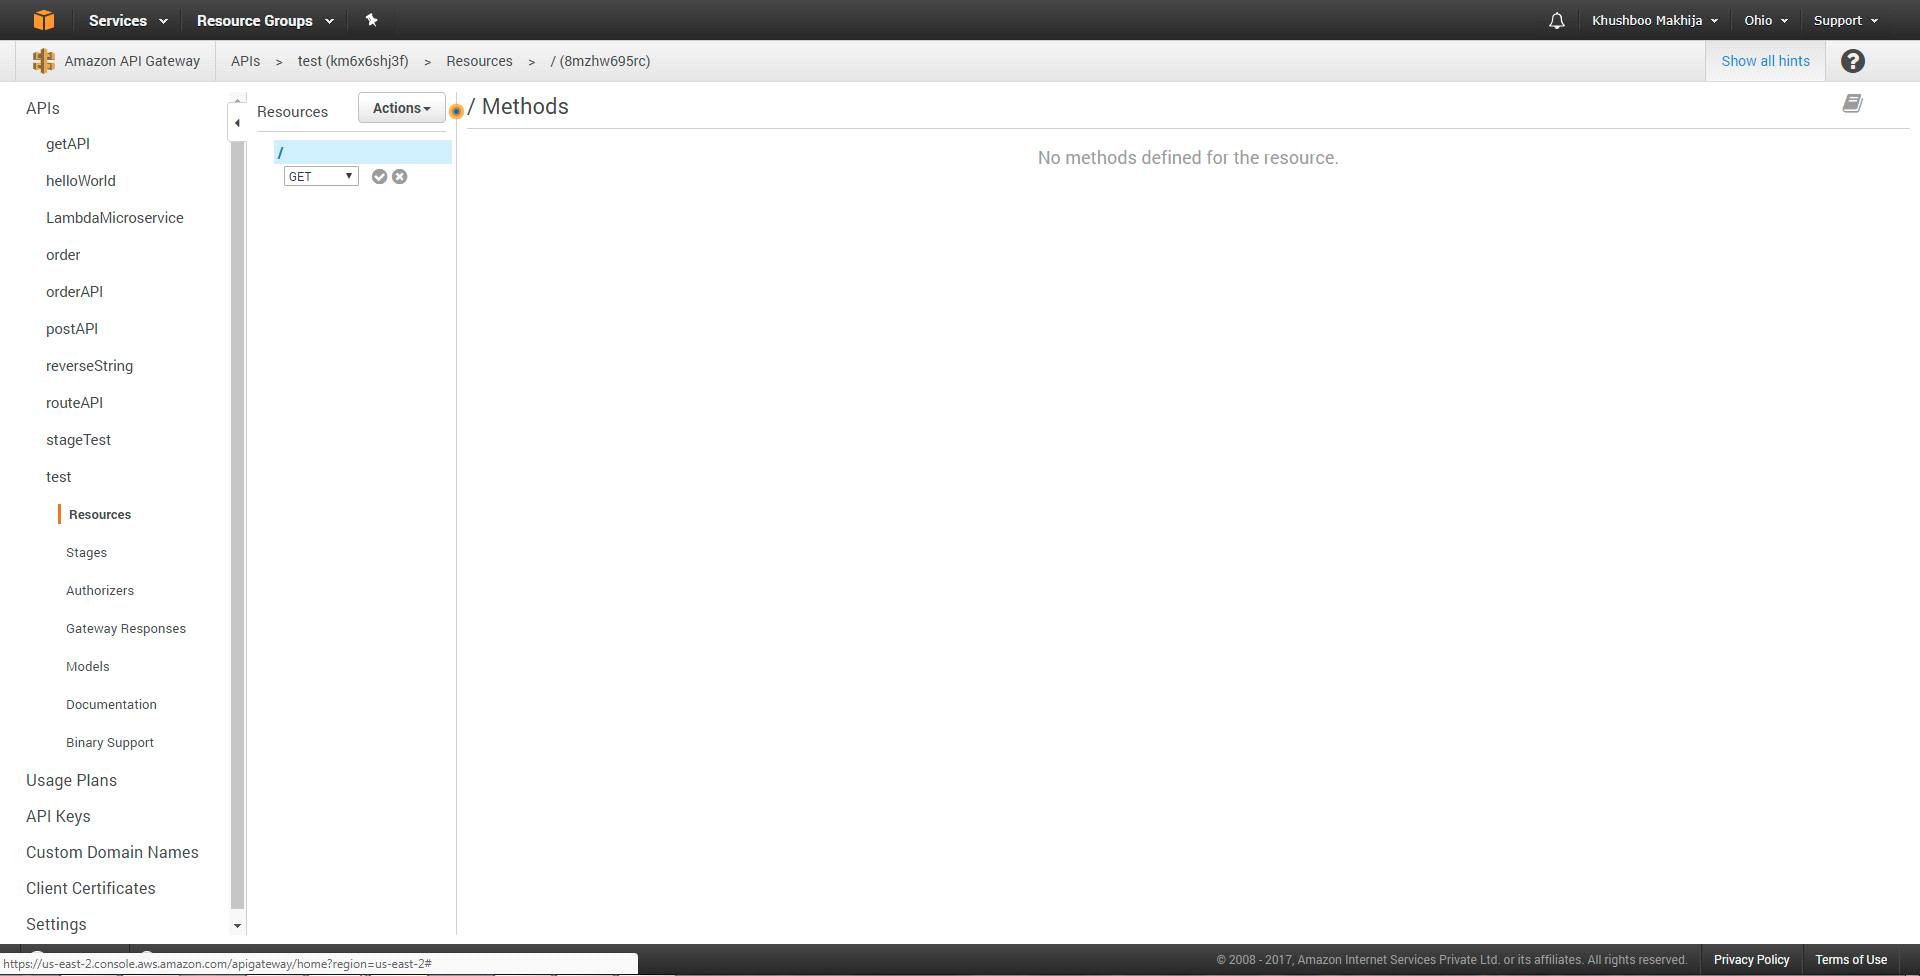 Services Resource Groups Khushboo Makhija Ohio Support
Amazon API Gateway APIs > test (km6x6shj3f) > Resources > / (8mzhw695rc) Show all hints ?
APIs
getAPI
helloWorld
LambdaMicroservice
order
orderAPI
postAPI
reverseString
routeAPI
stageTest
test
Resources
Stages
Authorizers
Gateway Responses
Models
Documentation
Binary Support
Usage Plans
API Keys
Custom Domain Names
Client Certificates
Settings
Resources Actions
/
GET
/ Methods
No methods defined for the resource.
https://us-east-2.console.aws.amazon.com/apigateway/home?region=us-east-2#
© 2008 - 2017, Amazon Internet Services Private Ltd. or its affiliates. All rights reserved. Privacy Policy Terms of Use